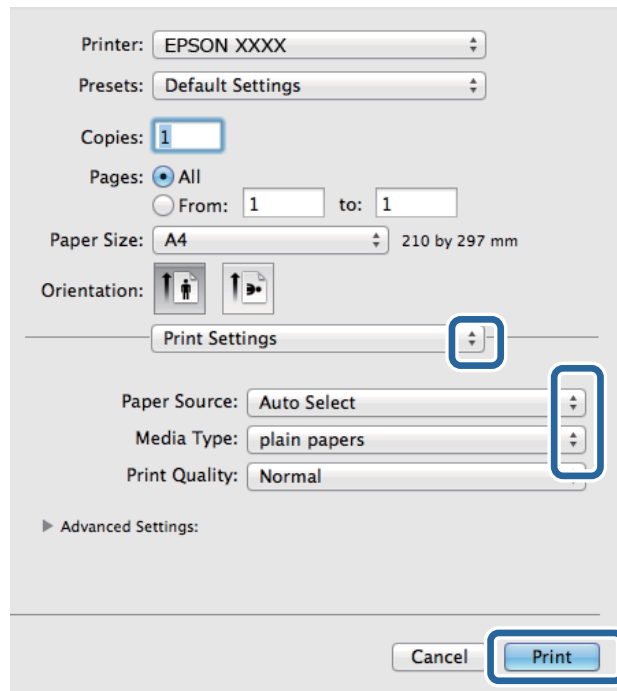 Printer: EPSON XXXX
Presets: Default Settings
Copies: 1
Pages: All
From: 1 to: 1
Paper Size: A4 210 by 297 mm
Orientation:
Print Settings
Paper Source: Auto Select
Media Type: plain papers
Print Quality: Normal
Advanced Settings:
Cancel Print